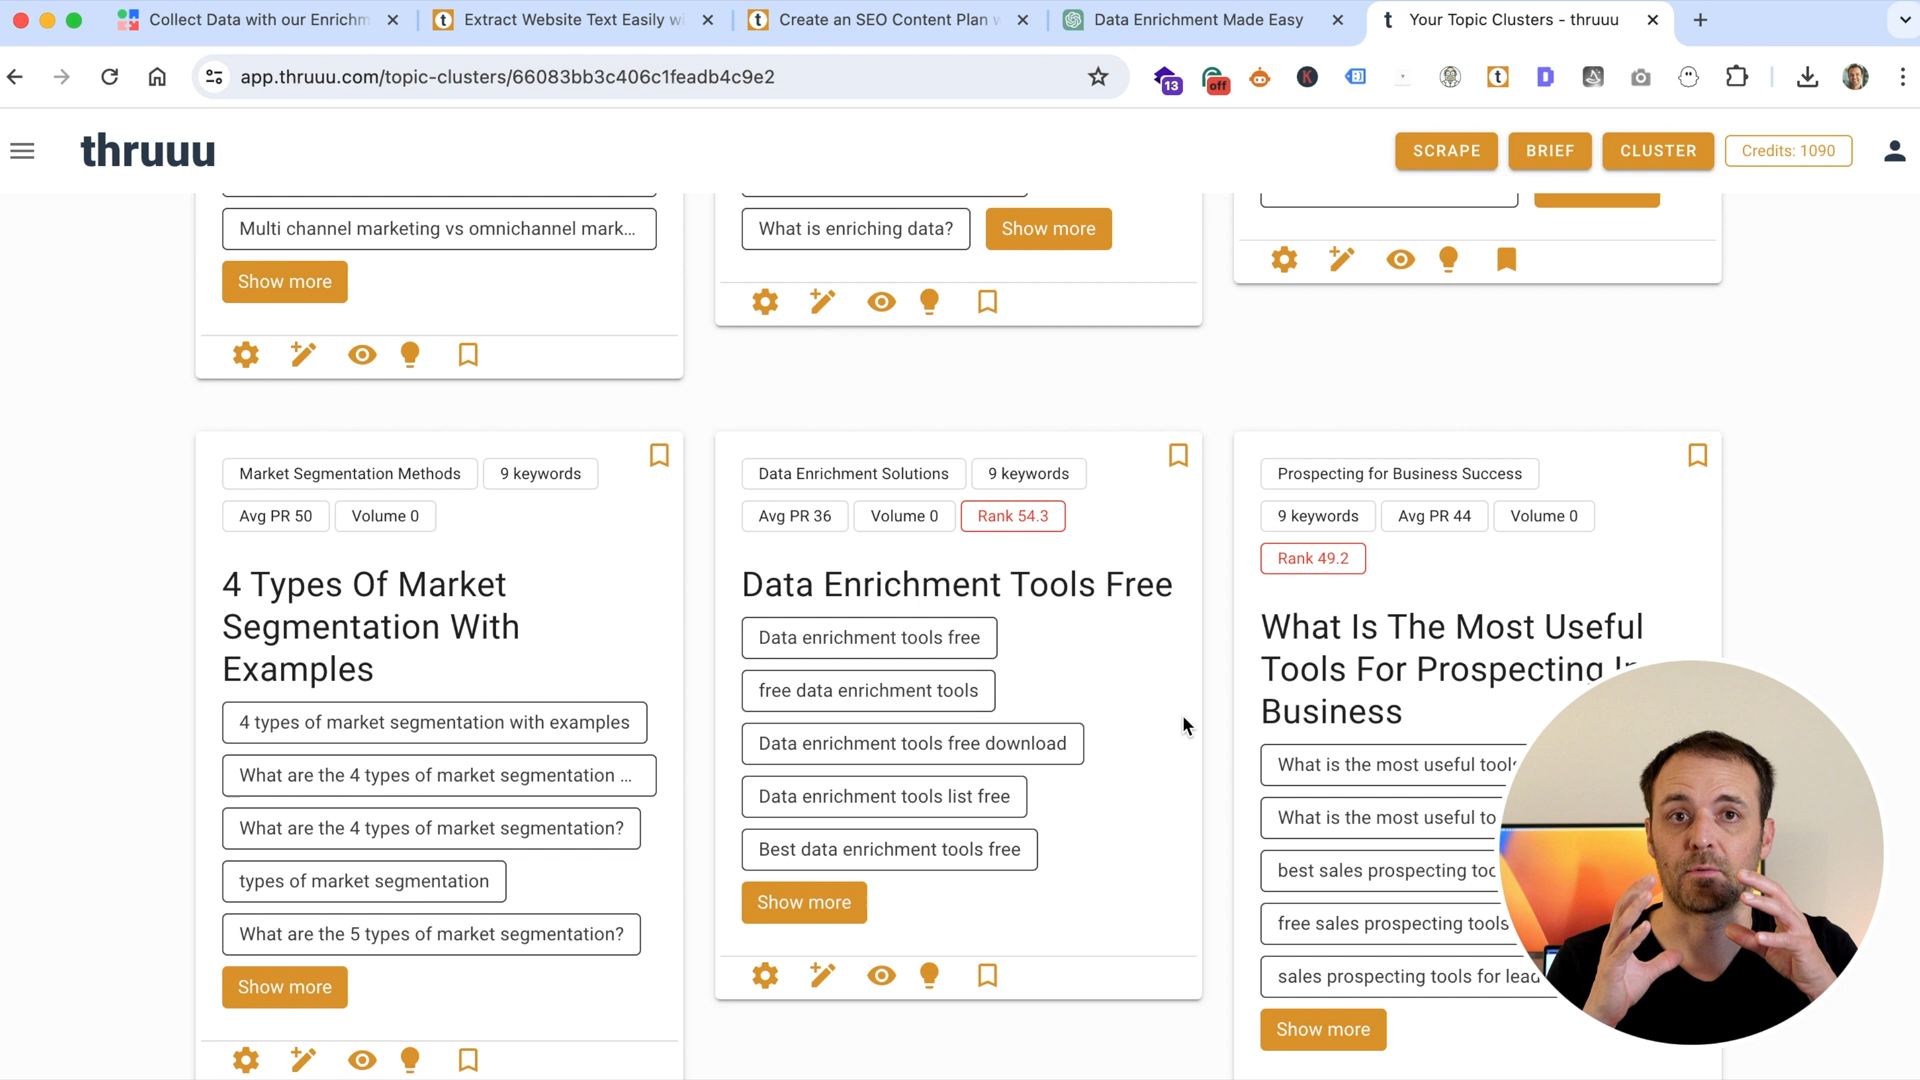 Collect Data with our Enrichm
Extract Website Text Easily wi
Create an SEO Content Plan w
Data Enrichment Made Easy
Your Topic Clusters - thruuu
app.thruuu.com/topic-clusters/66083bb3c406c1feadb4c9e2
13
off
thruuu
SCRAPE
BRIEF
CLUSTER
Credits: 1090
Multi channel marketing vs omnichannel mark...
Show more
What is enriching data?
Show more
Market Segmentation Methods
9 keywords
Avg PR 50
Volume 0
4 Types Of Market
Segmentation With
Examples
4 types of market segmentation with examples
What are the 4 types of market segmentation ...
What are the 4 types of market segmentation?
types of market segmentation
What are the 5 types of market segmentation?
Show more
Data Enrichment Solutions
9 keywords
Avg PR 36
Volume 0
Rank 54.3
Data Enrichment Tools Free
Data enrichment tools free
free data enrichment tools
Data enrichment tools free download
Data enrichment tools list free
Best data enrichment tools free
Show more
Prospecting for Business Success
9 keywords
Avg PR 44
Volume 0
Rank 49.2
What Is The Most Useful
Tools For Prospecting In
Business
What is the most useful tools
What is the most useful to
best sales prospecting too
free sales prospecting tools
sales prospecting tools for lead
Show more